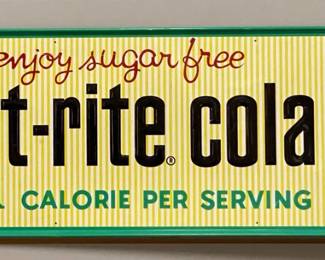 enjoy sugar free
t-rite® cola
CALORIE PER SERVING